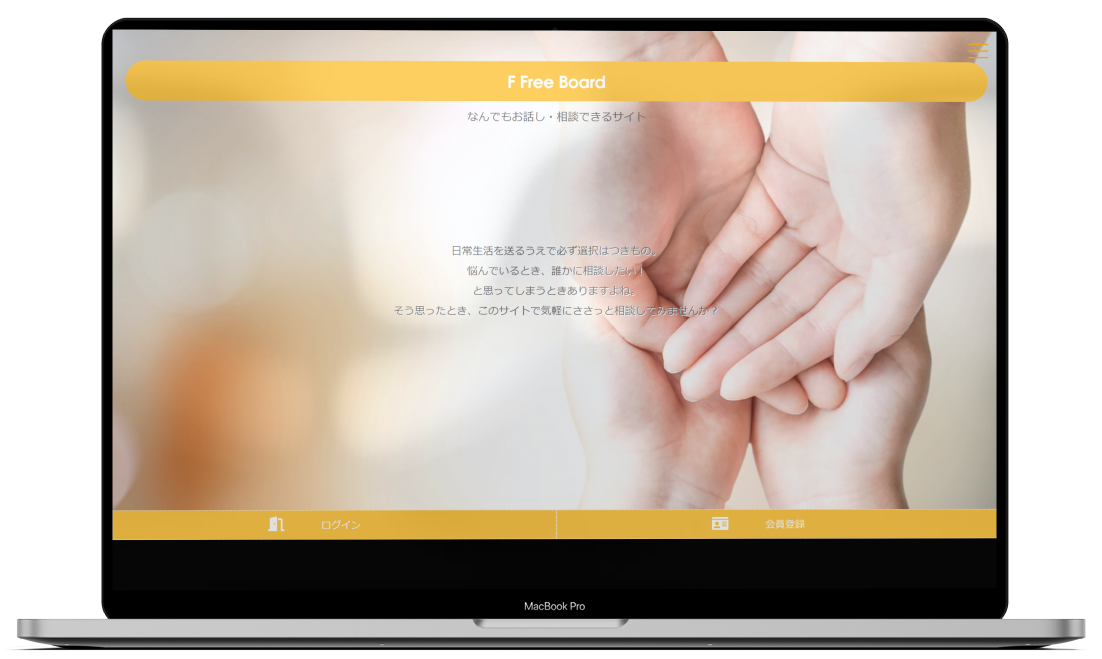 F Free Board
なんでもお話し・相談できるサイト
日常生活を送るうえで必ず選択はつきもの。
悩んでいるとき、誰かに相談したい！
と思ってしまうときありますよね。
そう思ったとき、このサイトで気軽にささっと相談してみませんか？
ログイン
会員登録
MacBook Pro